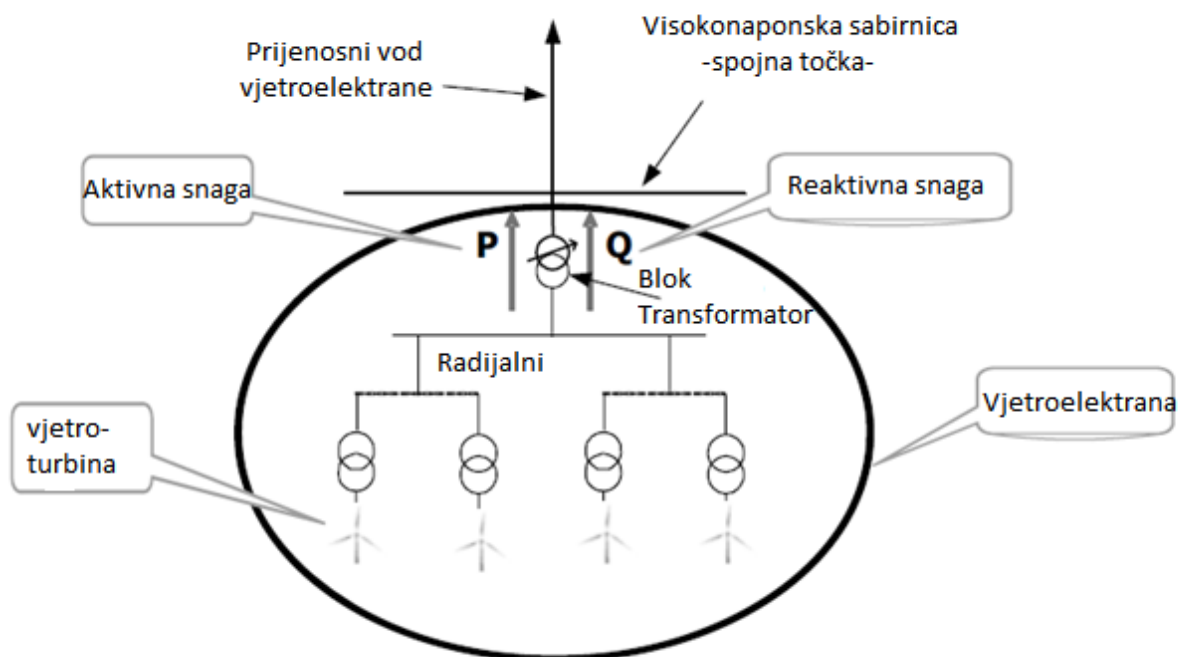 Visokonaponska sabirnica
-spojna točka-
Prijenosni vod
vjetroelektrane
Aktivna snaga
Reaktivna snaga
P
Q
Blok
Transformator
Radijalni
Vjetroelektrana
vjetro-
turbina